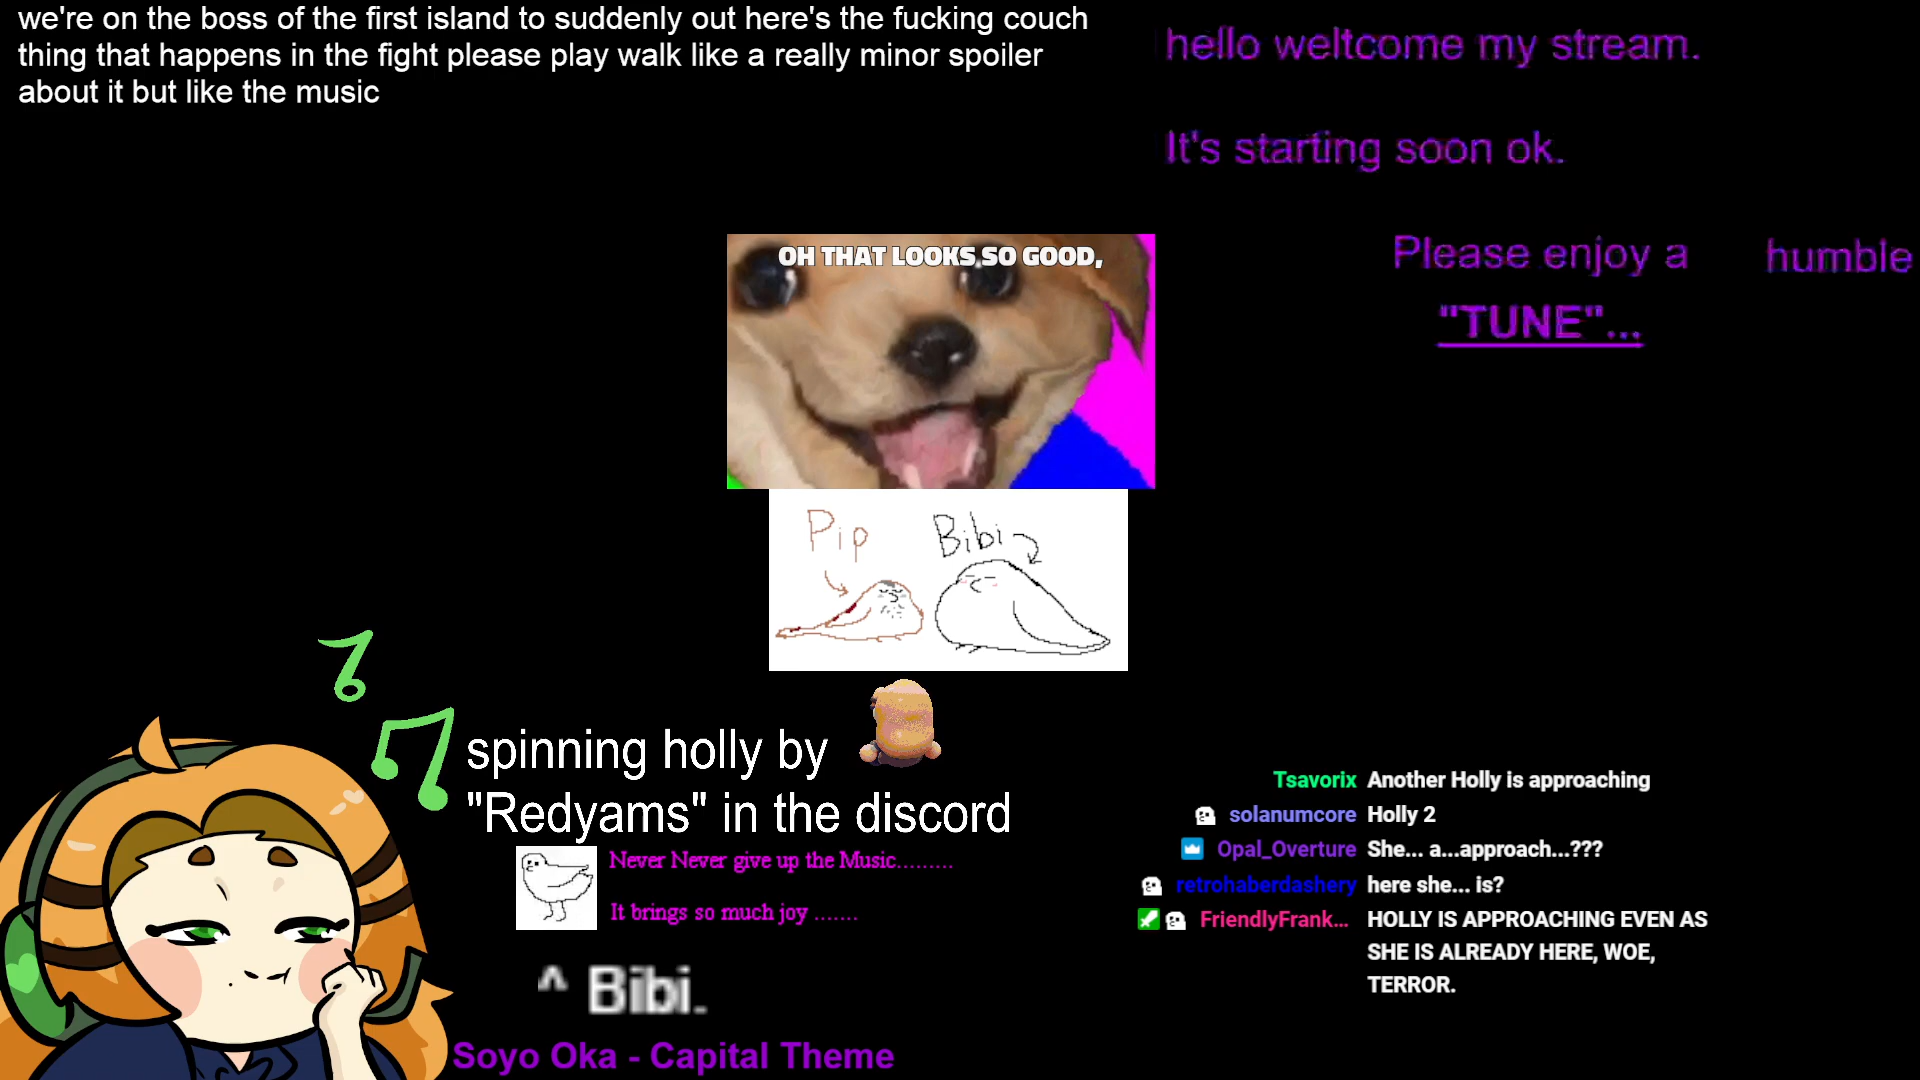 we're on the boss of the first island to suddenly out here's the fucking couch
thing that happens in the fight please play walk like a really minor spoiler
about it but like the music
hello weltcome my stream.
It's starting soon ok.
Please enjoy a humble
"TUNE"...
OH THAT LOOKS SO GOOD,
Pip
Bibi
spinning holly by
"Redyams" in the discord
Never Never give up the Music.........
It brings so much joy .......
^ Bibi.
Soyo Oka - Capital Theme
Tsavorix Another Holly is approaching
solanumcore Holly 2
Opal_Overture She... a...approach...???
retrohaberdashery here she... is?
FriendlyFrank... HOLLY IS APPROACHING EVEN AS
SHE IS ALREADY HERE, WOE,
TERROR.